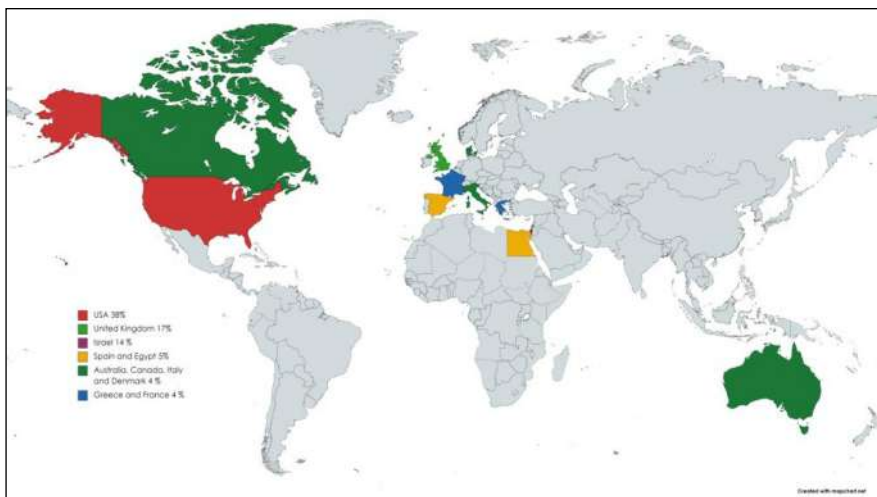 USA 38%
United Kingdom 17%
Israel 14 %
Spain and Egypt 5%
Australia, Canada, Italy
and Denmark 4 %
Greece and France 4 %
Created with mapchart.net